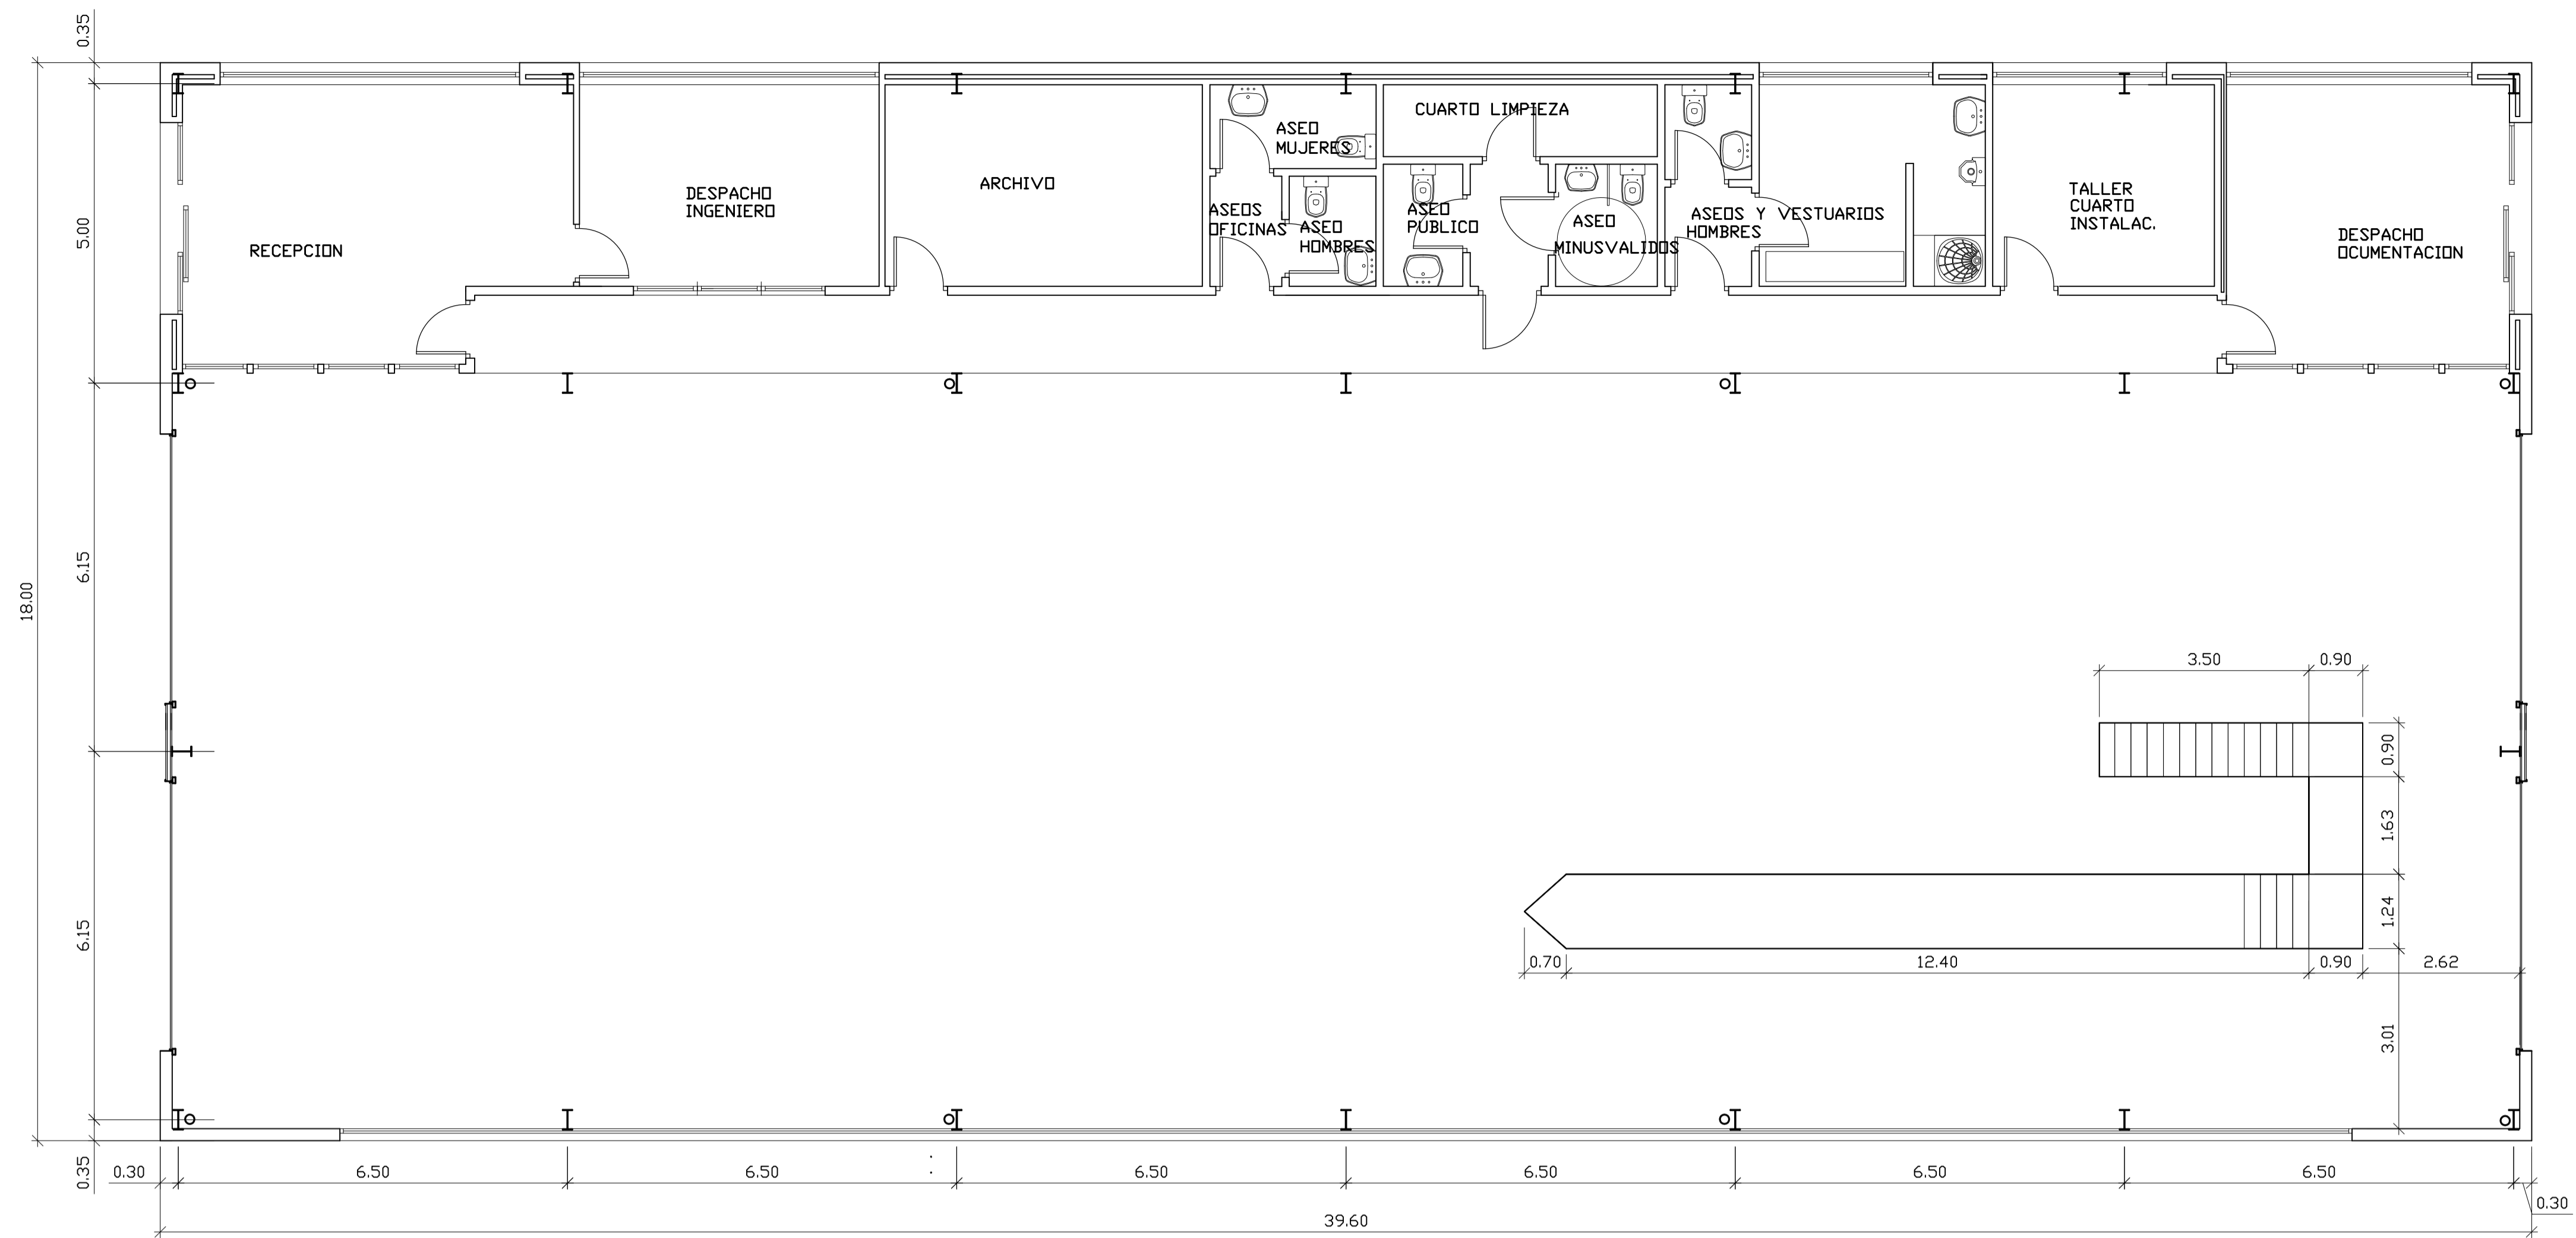 0.35
CUARTO LIMPIEZA
ASEO
MUJERES
ARCHIVO
DESPACHO
INGENIERO
TALLER
CUARTO
INSTALAC.
ASEOS
OFICINAS
ASEO
HOMBRES
ASEO
PUBLICO
ASEO
MINUSVALIDOS
ASEOS Y VESTUARIOS
HOMBRES
RECEPCION
DESPACHO
OCUMENTACION
5.00
6.15
18.00
3.50
0.90
0.90
1.63
1.24
6.15
0.70
12.40
0.90
2.62
3.01
0.35
0.30
6.50
6.50
6.50
6.50
6.50
6.50
0.30
39.60